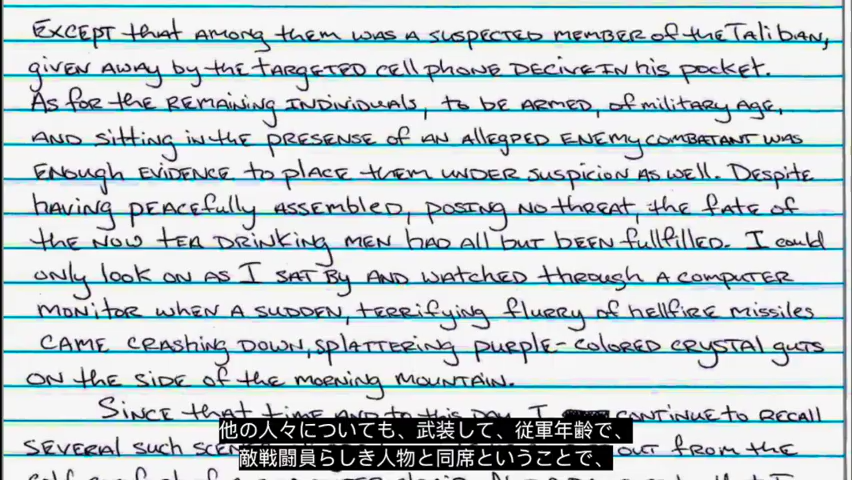 EXCEPT that AMONG thEM WAS A SUSPECTED MEMBER of theTaliban,
given AWAY by the TARGETED CEll phONE DECIVE IN his pocket.
As for the REMAINING INDIVIDUALS, to bE ARMED, of military AgE,
AND sitting in the PRESENSE of AN AllEgPED ENEMY COMBATANT WAS
ENOUgh EVIDENCE to plACE thEM UNDER SUSPICION AS WEll. DESpitE
hAVINg pEACEfully ASSEMBlED, POSING NO thREAT, the fATE of
the NOW tEA DRINKING MEN HAD All but BEEN fullfillED. I could
only look on AS I SAT By AND WATCHED through A COMPUTER
MONItOR WHEN A SUDDEN, TERRIFYING flurry of hEllfiRE MISSilES
CAME CRAShing DOWN, splAttERING PURPLE-COLORED CRYSTAL guts
ON the SIDE of the MORNING MOUNTAIN.
SINCE that time AND to this DAY, I CONTINUE to RECAll
SEVERAl such OUT fROM the
他の人々についても、武装して、従軍年齢で、
敵戦闘員らしき人物と同席ということで、